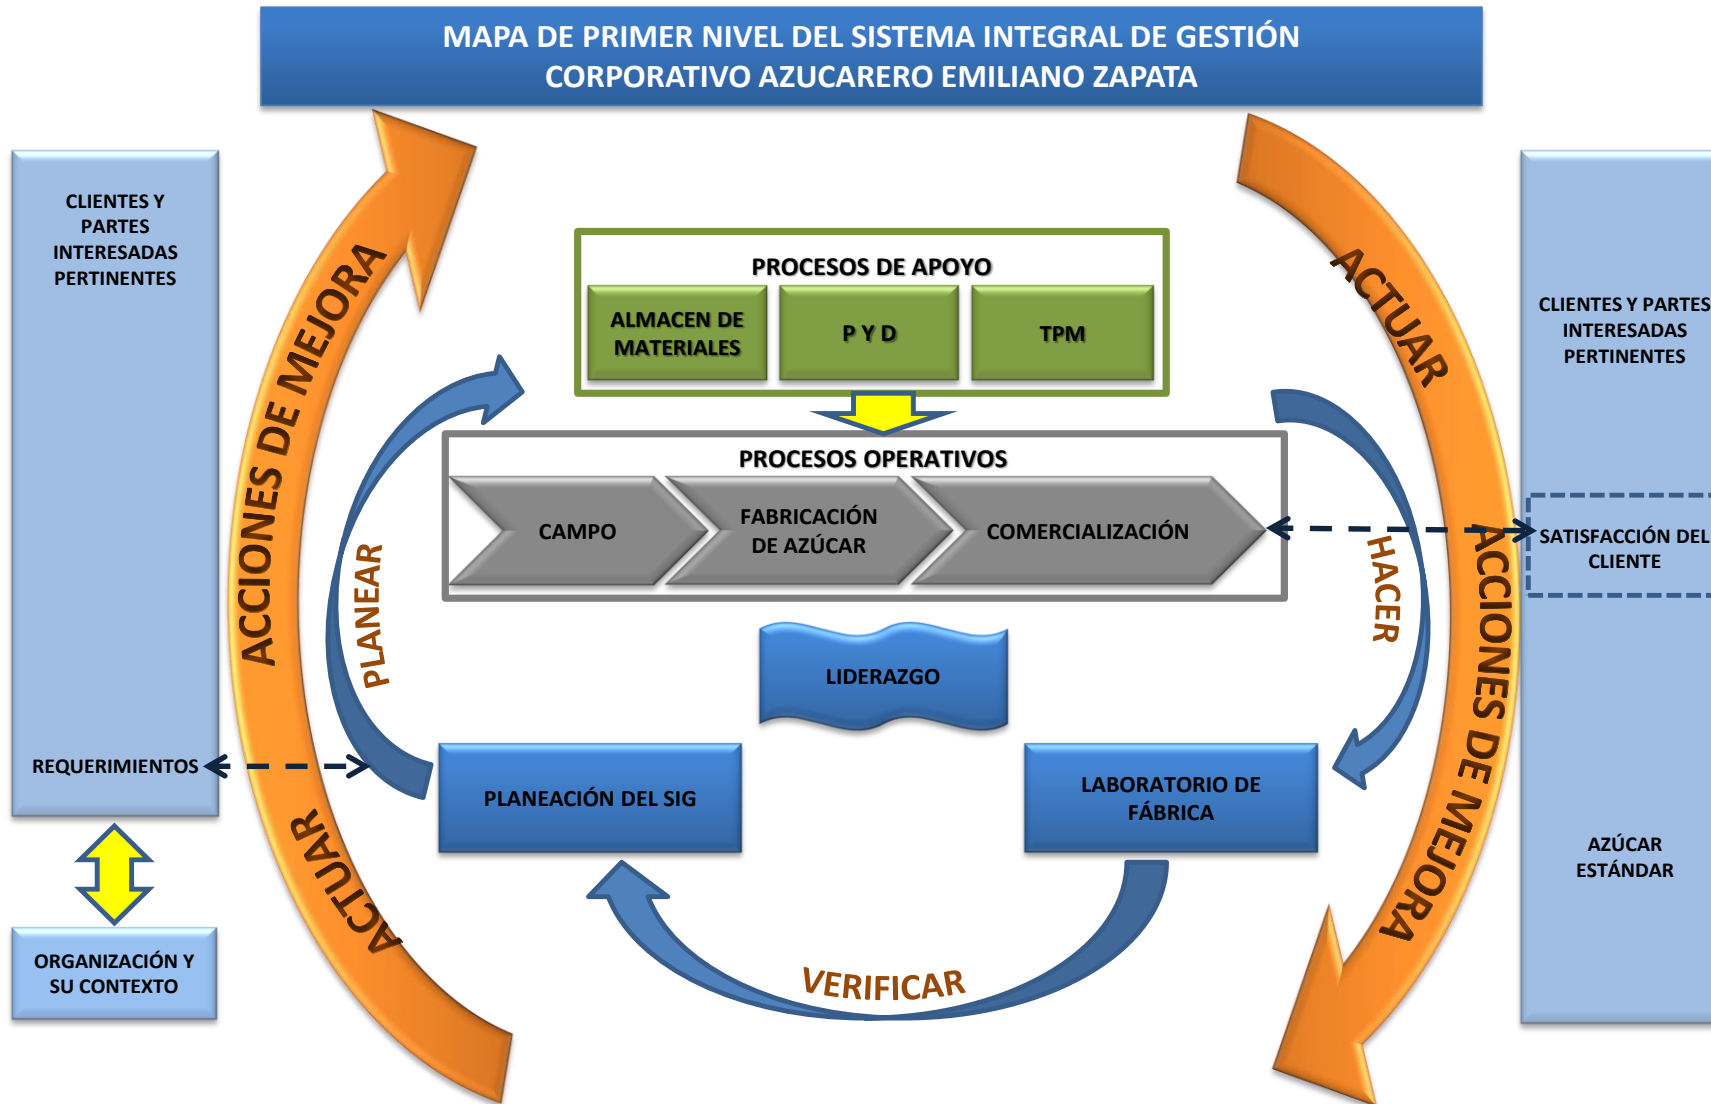 MAPA DE PRIMER NIVEL DEL SISTEMA INTEGRAL DE GESTIÓN
CORPORATIVO AZUCARERO EMILIANO ZAPATA
CLIENTES Y
PARTES
INTERESADAS
PERTINENTES
REQUERIMIENTOS
ORGANIZACIÓN Y
SU CONTEXTO
ACCIONES DE MEJORA
ACTUAR
PLANEAR
PROCESOS DE APOYO
ALMACEN DE
MATERIALES
P Y D
TPM
PROCESOS OPERATIVOS
CAMPO
FABRICACIÓN
DE AZÚCAR
COMERCIALIZACIÓN
LIDERAZGO
PLANEACIÓN DEL SIG
LABORATORIO DE
FÁBRICA
VERIFICAR
HACER
ACTUAR
ACCIONES DE MEJORA
CLIENTES Y PARTES
INTERESADAS
PERTINENTES
SATISFACCIÓN DEL
CLIENTE
AZÚCAR
ESTÁNDAR